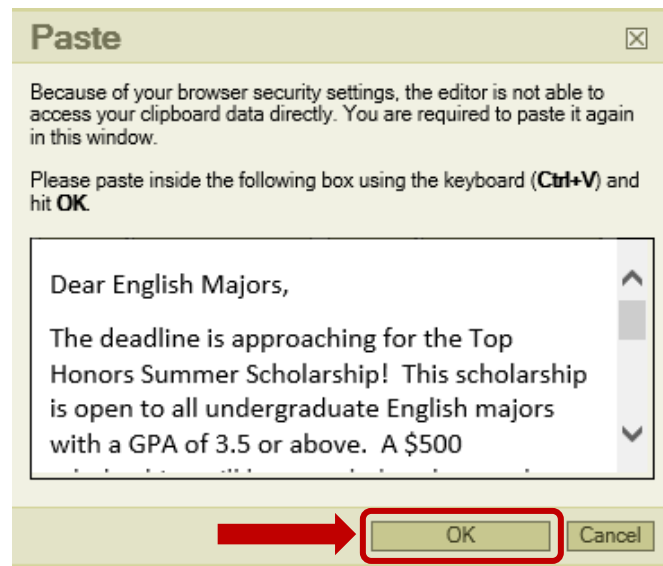 Paste
Because of your browser security settings, the editor is not able to
access your clipboard data directly. You are required to paste it again
in this window.
Please paste inside the following box using the keyboard (Ctrl+V) and
hit OK.
Dear English Majors,
The deadline is approaching for the Top
Honors Summer Scholarship!  This scholarship
is open to all undergraduate English majors
with a GPA of 3.5 or above.  A $500
OK
Cancel